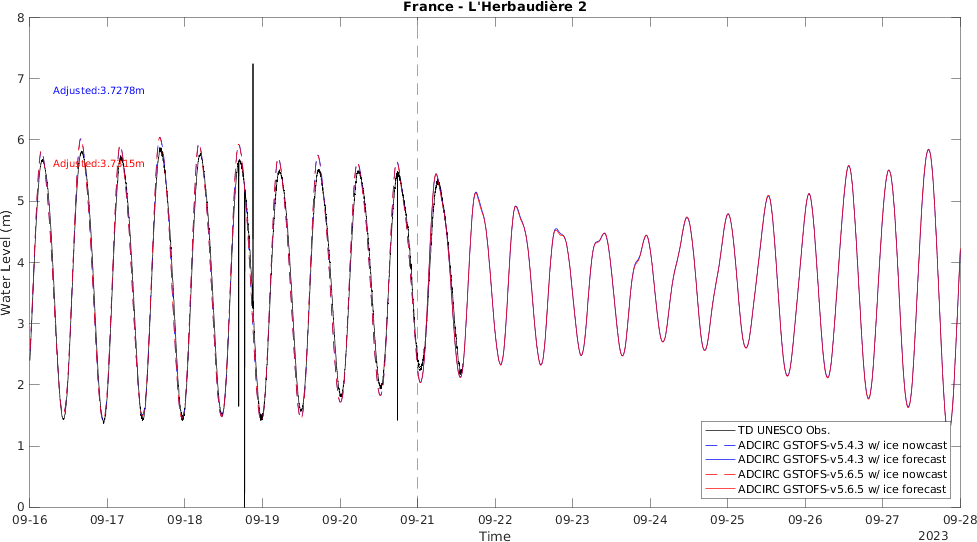 France - L'Herbaudière 2
8
7
6
5
4
3
2
1
0
Water Level (m)
Adjusted:3.7278m
Adjusted:3.7315m
TD UNESCO Obs.
ADCIRC GSTOFS-v5.4.3 w/ ice nowcast
ADCIRC GSTOFS-v5.4.3 w/ ice forecast
ADCIRC GSTOFS-v5.6.5 w/ ice nowcast
ADCIRC GSTOFS-v5.6.5 w/ ice forecast
09-16 09-17 09-18 09-19 09-20 09-21 09-22 09-23 09-24 09-25 09-26 09-27 09-28
Time
2023